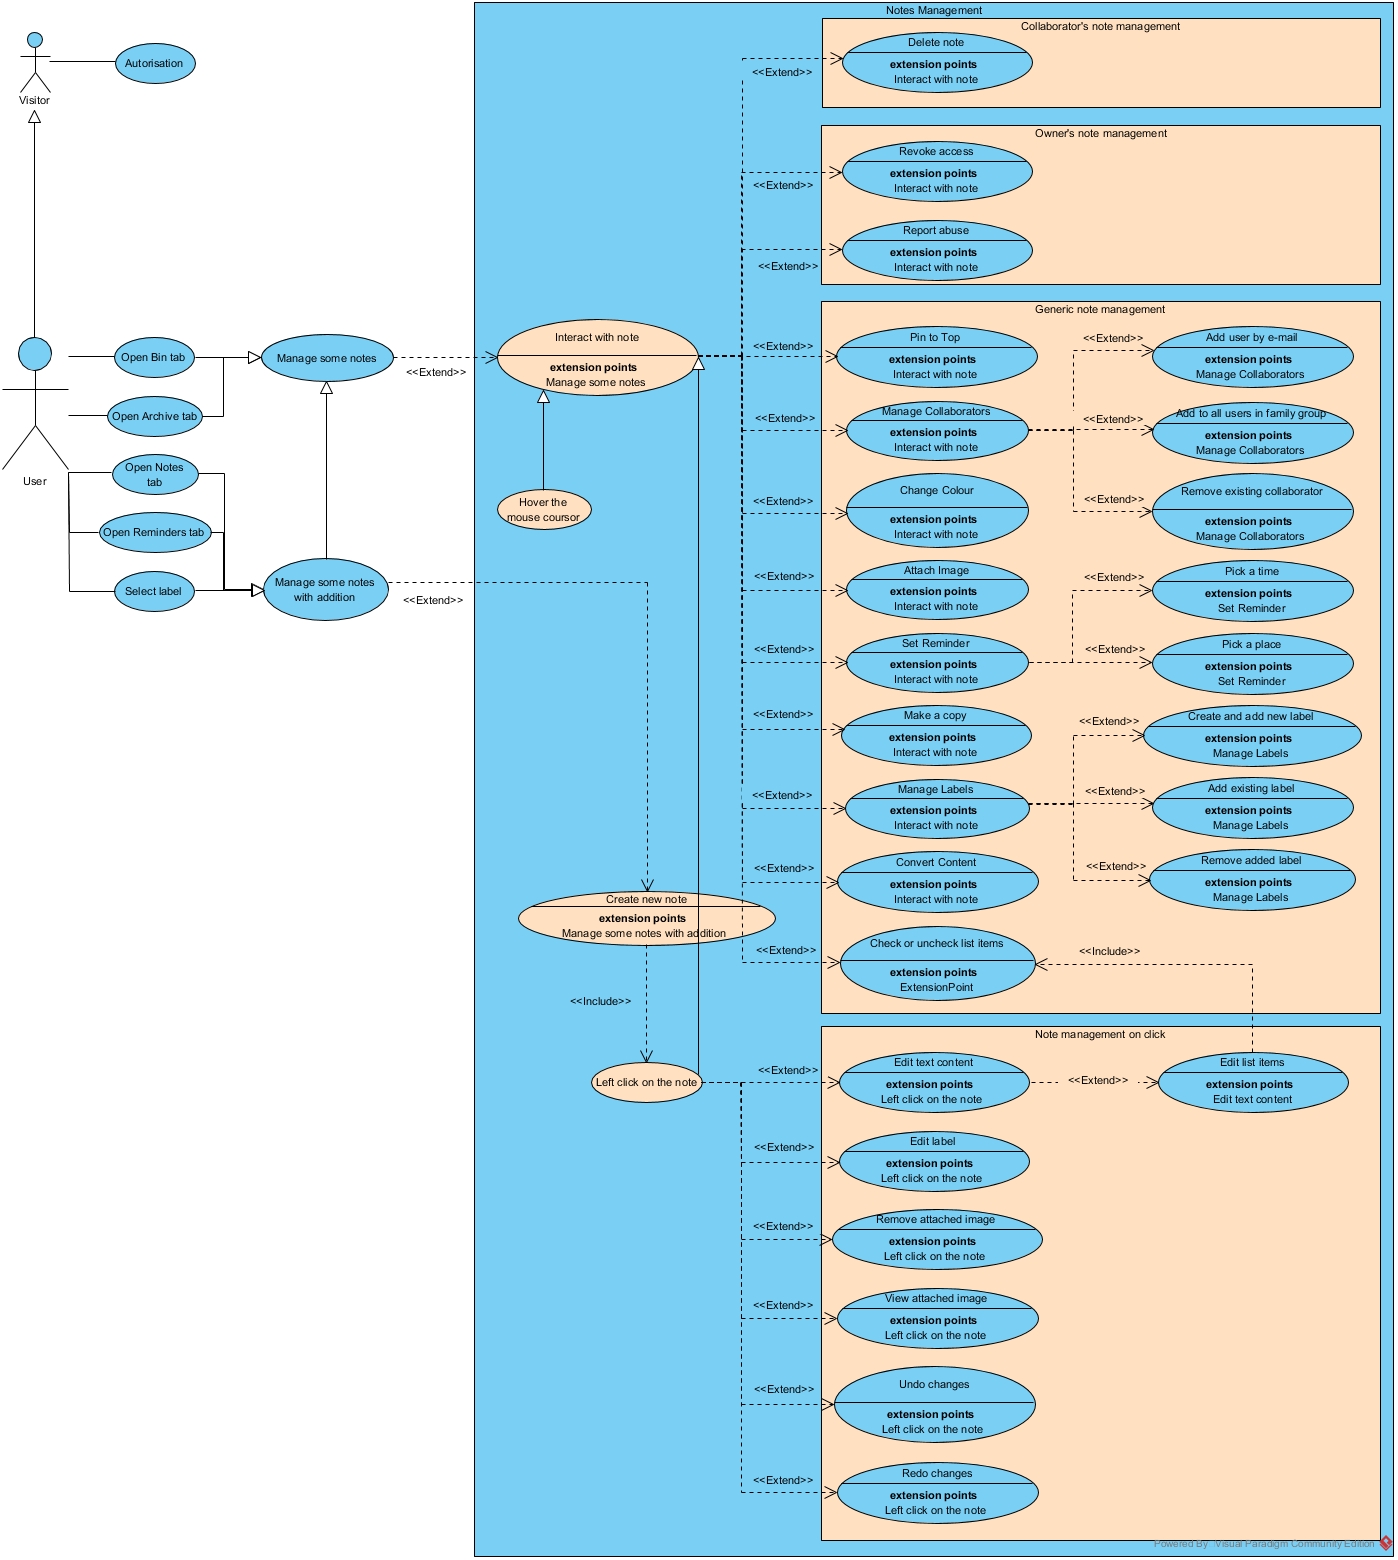 Notes Management
Collaborator's note management
Delete note
extension points
Interact with note
<<Extend>>
Autorisation
Visitor
Owner's note management
Revoke access
extension points
Interact with note
<<Extend>>
Report abuse
extension points
Interact with note
<<Extend>>
User
Open Bin tab
Open Archive tab
Open Notes
tab
Open Reminders tab
Select label
Manage some notes
<<Extend>>
Manage some notes
with addition
<<Extend>>
Interact with note
extension points
Manage some notes
Hover the
mouse coursor
Create new note
extension points
Manage some notes with addition
<<Include>>
Left click on the note
Generic note management
<<Extend>>
Pin to Top
extension points
Interact with note
<<Extend>>
Manage Collaborators
extension points
Interact with note
<<Extend>>
Add user by e-mail
extension points
Manage Collaborators
<<Extend>>
Add to all users in family group
extension points
Manage Collaborators
<<Extend>>
Remove existing collaborator
extension points
Manage Collaborators
<<Extend>>
Change Colour
extension points
Interact with note
<<Extend>>
Attach Image
extension points
Interact with note
<<Extend>>
Set Reminder
extension points
Interact with note
<<Extend>>
Pick a time
extension points
Set Reminder
<<Extend>>
Pick a place
extension points
Set Reminder
<<Extend>>
Make a copy
extension points
Interact with note
<<Extend>>
Manage Labels
extension points
Interact with note
<<Extend>>
Create and add new label
extension points
Manage Labels
<<Extend>>
Add existing label
extension points
Manage Labels
<<Extend>>
Remove added label
extension points
Manage Labels
<<Extend>>
Convert Content
extension points
Interact with note
<<Extend>>
Check or uncheck list items
extension points
ExtensionPoint
<<Include>>
Note management on click
<<Extend>>
Edit text content
extension points
Left click on the note
<<Extend>>
Edit list items
extension points
Edit text content
<<Extend>>
Edit label
extension points
Left click on the note
<<Extend>>
Remove attached image
extension points
Left click on the note
<<Extend>>
View attached image
extension points
Left click on the note
<<Extend>>
Undo changes
extension points
Left click on the note
<<Extend>>
Redo changes
extension points
Left click on the note
Powered By Visual Paradigm Community Edition